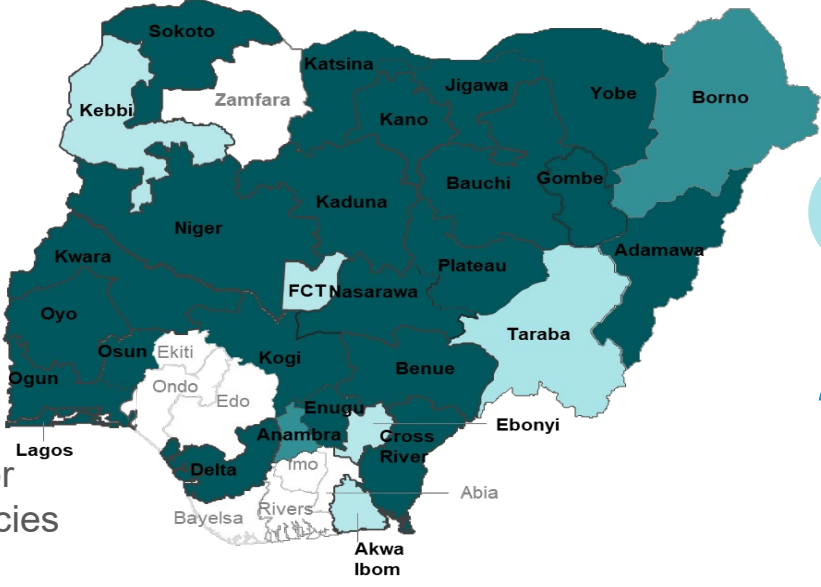 Sokoto
Katsina
Jigawa
Yobe
Borno
Kebbi
Zamfara
Kano
Kaduna
Bauchi
Gombe
Niger
Adamawa
Kwara
Plateau
FCT
Nasarawa
Oyo
Taraba
Osun
Ekiti
Kogi
Benue
Ogun
Ondo
Edo
Enugu
Ebonyi
Anambra
Cross
River
Lagos
Delta
Imo
Abia
or
cies
Bayelsa
Rivers
Akwa
Ibom